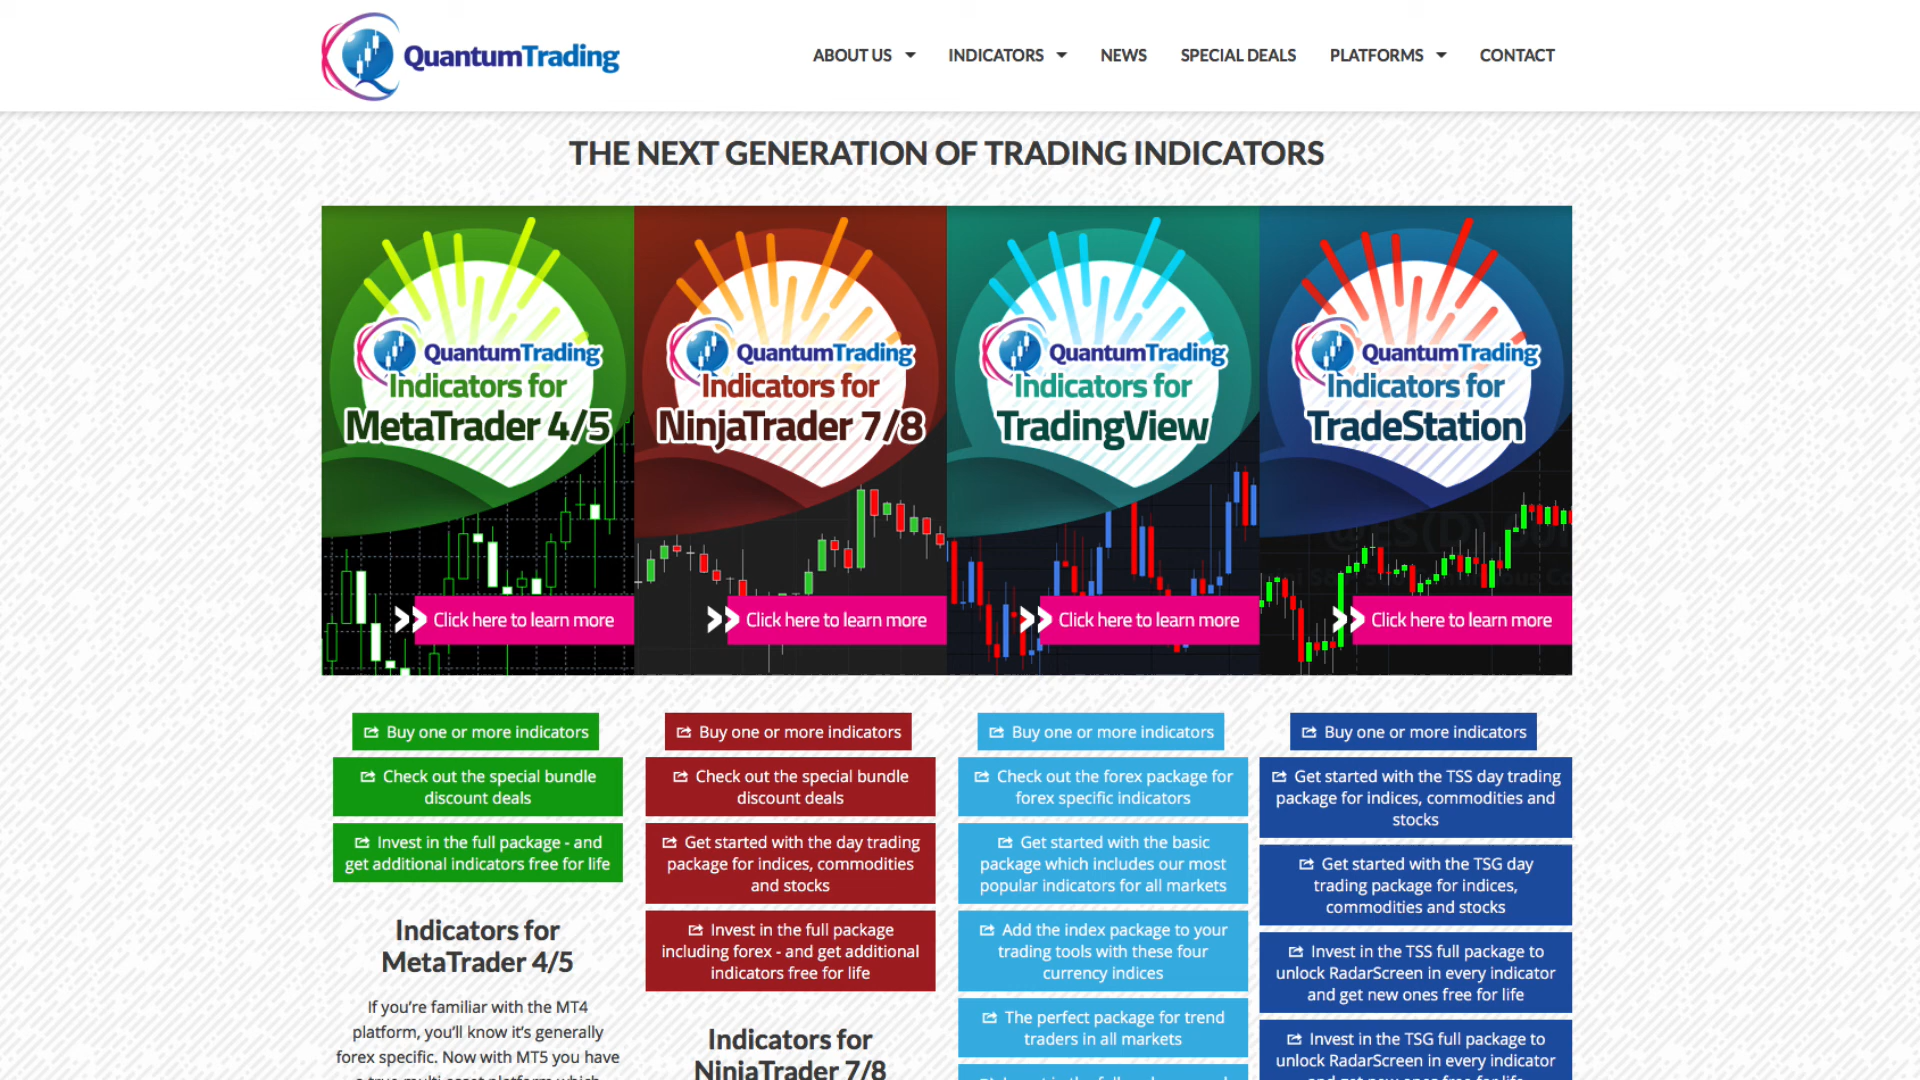 QuantumTrading
ABOUT US
INDICATORS
NEWS
SPECIAL DEALS
PLATFORMS
CONTACT
THE NEXT GENERATION OF TRADING INDICATORS
QuantumTrading
Indicators for
MetaTrader 4/5
Click here to learn more
QuantumTrading
Indicators for
NinjaTrader 7/8
Click here to learn more
QuantumTrading
Indicators for
TradingView
Click here to learn more
QuantumTrading
Indicators for
TradeStation
Click here to learn more
Buy one or more indicators
Check out the special bundle
discount deals
Invest in the full package - and
get additional indicators free for life
Indicators for
MetaTrader 4/5
If you’re familiar with the MT4
platform, you’ll know it’s generally
forex specific. Now with MT5 you have
Buy one or more indicators
Check out the special bundle
discount deals
Get started with the day trading
package for indices, commodities
and stocks
Invest in the full package
including forex - and get additional
indicators free for life
Indicators for
NinjaTrader 7/8
Buy one or more indicators
Check out the forex package for
forex specific indicators
Get started with the basic
package which includes our most
popular indicators for all markets
Add the index package to your
trading tools with these four
currency indices
The perfect package for trend
traders in all markets
Buy one or more indicators
Get started with the TSS day trading
package for indices, commodities and
stocks
Get started with the TSG day
trading package for indices,
commodities and stocks
Invest in the TSS full package to
unlock RadarScreen in every indicator
and get new ones free for life
Invest in the TSG full package to
unlock RadarScreen in every indicator
and get new ones free for life